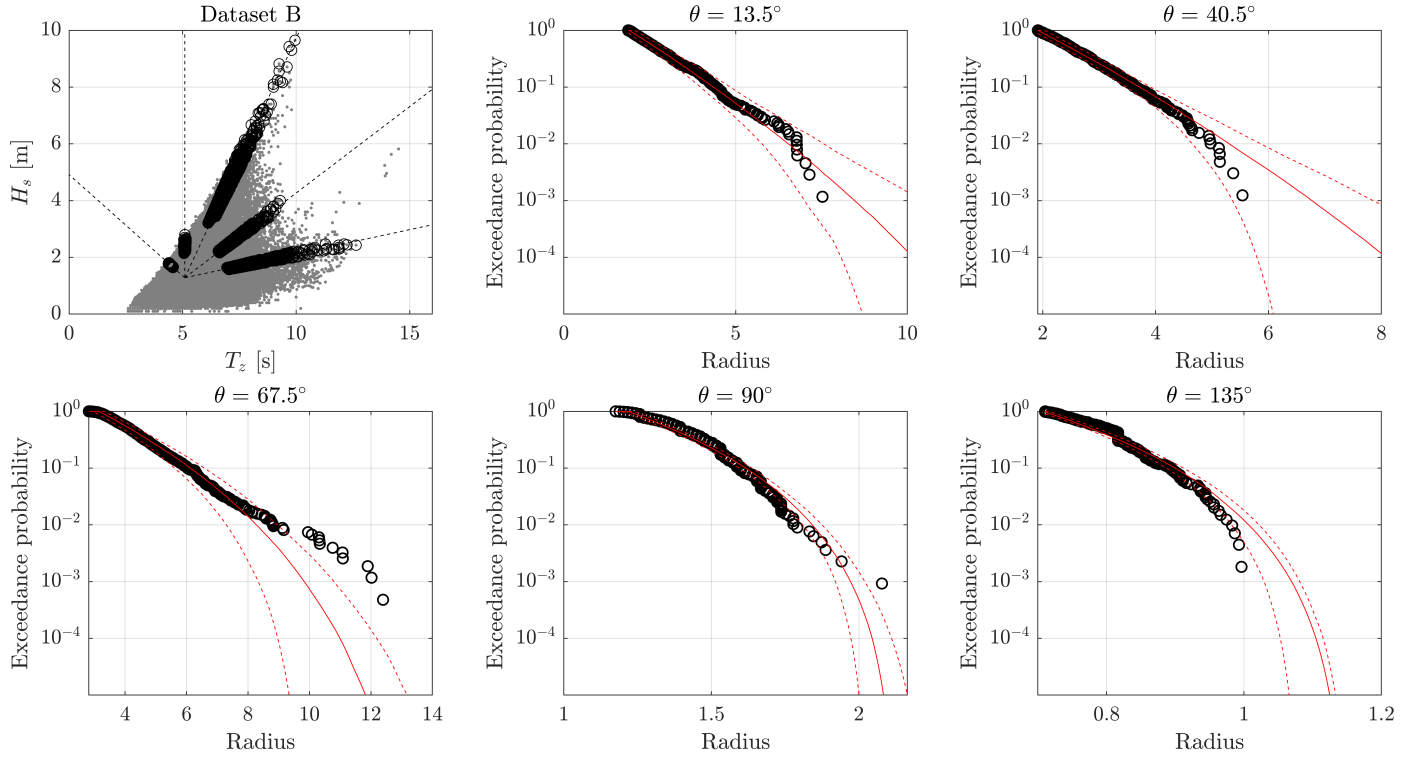 Dataset B
10
8
6
4
2
0
H_s [m]
0 5 10 15
T_z [s]
θ = 13.5°
10^0
10^-1
10^-2
10^-3
10^-4
Exceedance probability
0 5 10
Radius
θ = 40.5°
10^0
10^-1
10^-2
10^-3
10^-4
Exceedance probability
2 4 6 8
Radius
θ = 67.5°
10^0
10^-1
10^-2
10^-3
10^-4
Exceedance probability
4 6 8 10 12 14
Radius
θ = 90°
10^0
10^-1
10^-2
10^-3
10^-4
Exceedance probability
1 1.5 2
Radius
θ = 135°
10^0
10^-1
10^-2
10^-3
10^-4
Exceedance probability
0.8 1 1.2
Radius